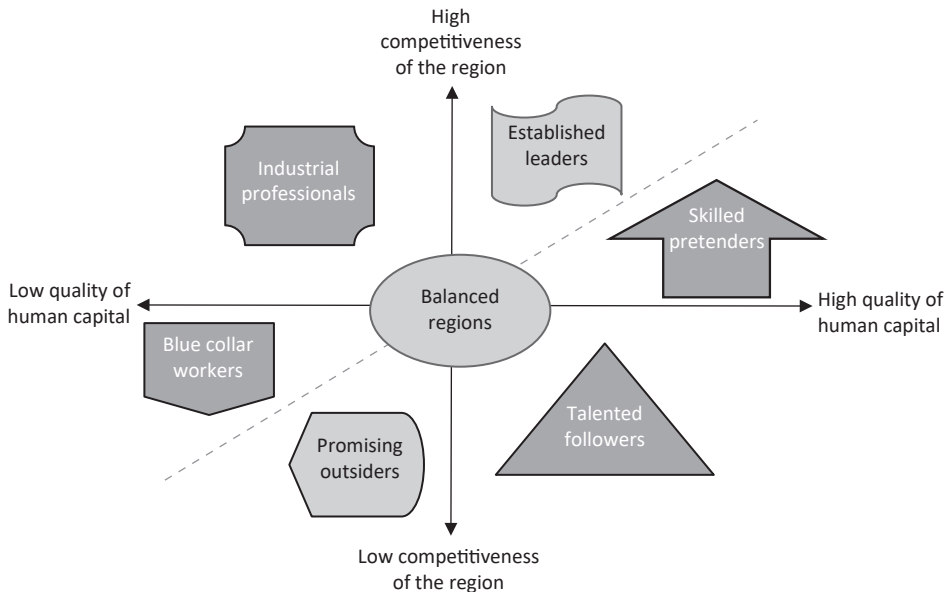 High
competitiveness
of the region
Established
leaders
Industrial
professionals
Skilled
pretenders
Low quality of
human capital
Balanced
regions
High quality of
human capital
Blue collar
workers
Talented
followers
Promising
outsiders
Low competitiveness
of the region